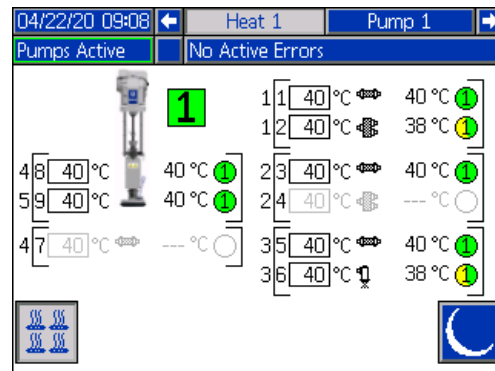 04/22/20 09:08 Heat 1 Pump 1
Pumps Active No Active Errors
1
1 1 40 °C 40 °C 1
1 2 40 °C 38 °C 1
4 8 40 °C 40 °C 1
5 9 40 °C 40 °C 1
2 3 40 °C 40 °C 1
2 4 40 °C --- °C
4 7 40 °C --- °C
3 5 40 °C 40 °C 1
3 6 40 °C 38 °C 1